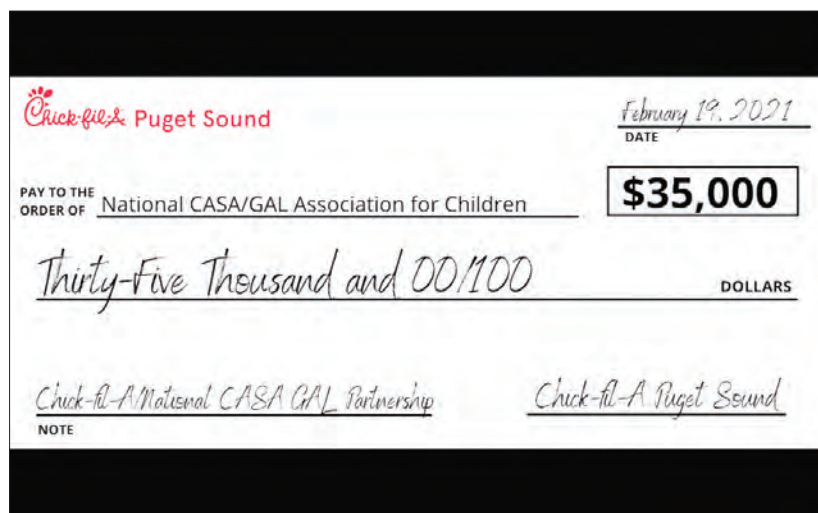 Chick-fil-A Puget Sound
February 19, 2021
DATE
PAY TO THE
ORDER OF National CASA/GAL Association for Children
$35,000
Thirty-Five Thousand and 00/100
DOLLARS
Chick-fil-A/National CASA GAL Partnership
Chick-fil-A Puget Sound
NOTE